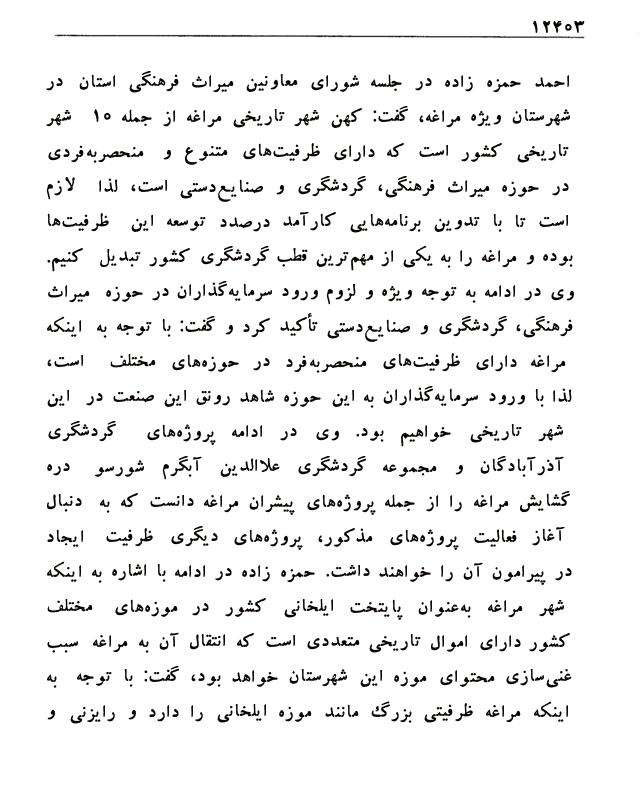 ۱۲۴۰۳
احمد حمزه زاده در جلسه شورای معاونین میراث فرهنگی استان در
شهرستان ویژه مراغه، گفت: کهن شهر تاریخی مراغه از جمله ۱۵ شهر
تاریخی کشور است که دارای ظرفیت‌های متنوع و منحصربه‌فردی
در حوزه میراث فرهنگی، گردشگری و صنایع‌دستی است، لذا لازم
است تا با تدوین برنامه‌هایی کارآمد درصدد توسعه این ظرفیت‌ها
بوده و مراغه را به یکی از مهم‌ترین قطب گردشگری کشور تبدیل کنیم.
وی در ادامه به توجه ویژه و لزوم ورود سرمایه‌گذاران در حوزه میراث
فرهنگی، گردشگری و صنایع‌دستی تأکید کرد و گفت: با توجه به اینکه
مراغه دارای ظرفیت‌های منحصربه‌فرد در حوزه‌های مختلف است،
لذا با ورود سرمایه‌گذاران به این حوزه شاهد رونق این صنعت در این
شهر تاریخی خواهیم بود. وی در ادامه پروژه‌های گردشگری
آذرآبادگان و مجموعه گردشگری علاالدین آبگرم شورسو دره
گشایش مراغه را از جمله پروژه‌های پیشران مراغه دانست که به دنبال
آغاز فعالیت پروژه‌های مذکور، پروژه‌های دیگری ظرفیت ایجاد
در پیرامون آن را خواهند داشت. حمزه زاده در ادامه با اشاره به اینکه
شهر مراغه به‌عنوان پایتخت ایلخانی کشور در موزه‌های مختلف
کشور دارای اموال تاریخی متعددی است که انتقال آن به مراغه سبب
غنی‌سازی محتوای موزه این شهرستان خواهد بود، گفت: با توجه به
اینکه مراغه ظرفیتی بزرگ مانند موزه ایلخانی را دارد و رایزنی و